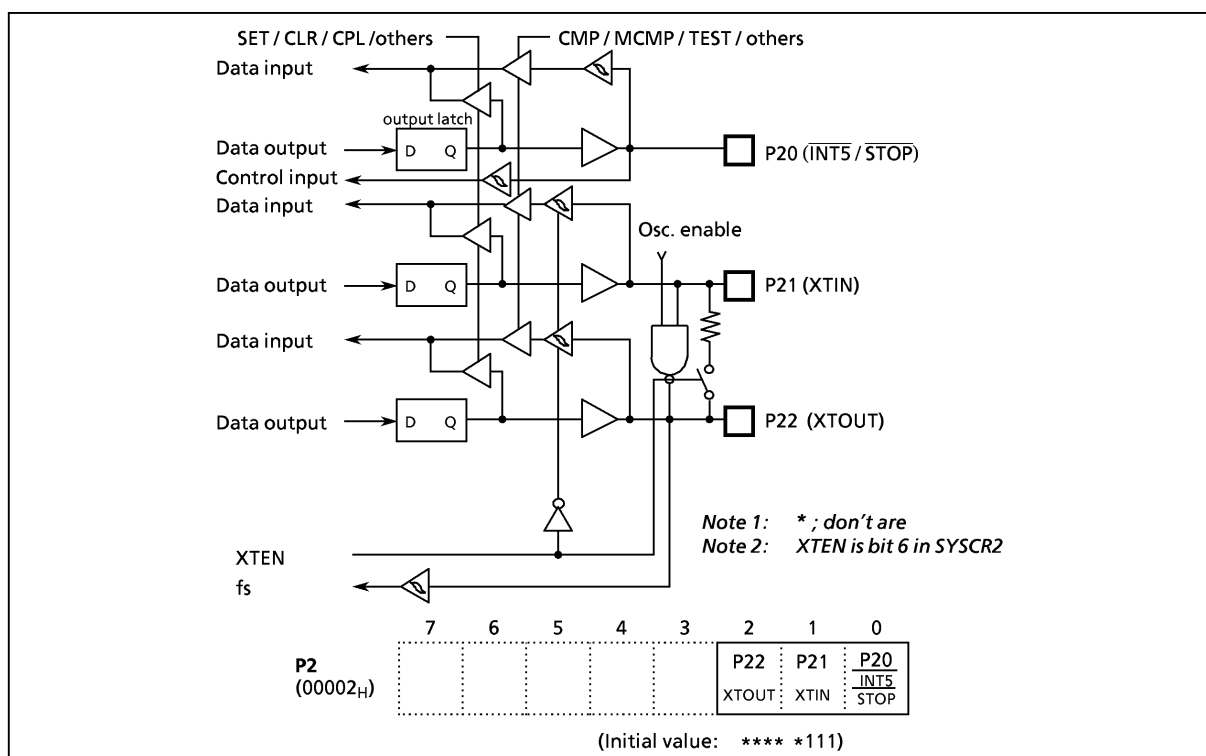 SET / CLR / CPL /others
CMP / MCMP / TEST / others
Data input
output latch
Data output
D Q
P20 (INT5 / STOP)
Control input
Data input
Osc. enable
Data output
D Q
P21 (XTIN)
Data input
Data output
D Q
P22 (XTOUT)
Note 1: * ; don't are
Note 2: XTEN is bit 6 in SYSCR2
XTEN
fs
7 6 5 4 3 2 1 0
P2
(00002H)
P22 P21 P20
XTOUT XTIN INT5
STOP
(Initial value: **** *111)